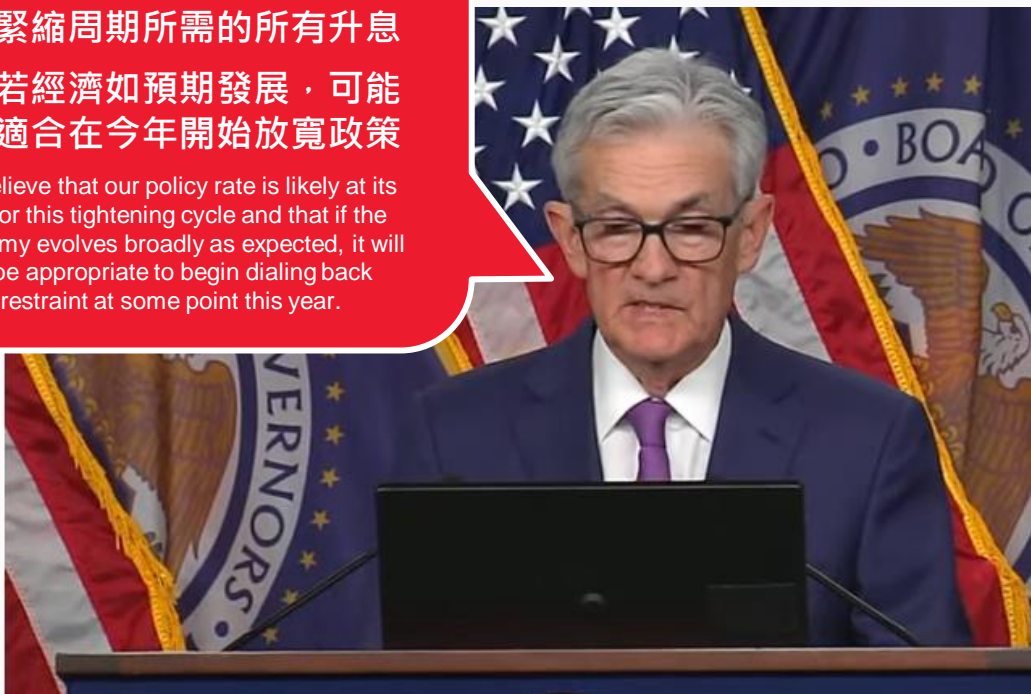 緊縮周期所需的所有升息
若經濟如預期發展，可能
適合在今年開始放寬政策
elieve that our policy rate is likely at its
or this tightening cycle and that if the
my evolves broadly as expected, it will
be appropriate to begin dialing back
restraint at some point this year.
BOA
VERNORS